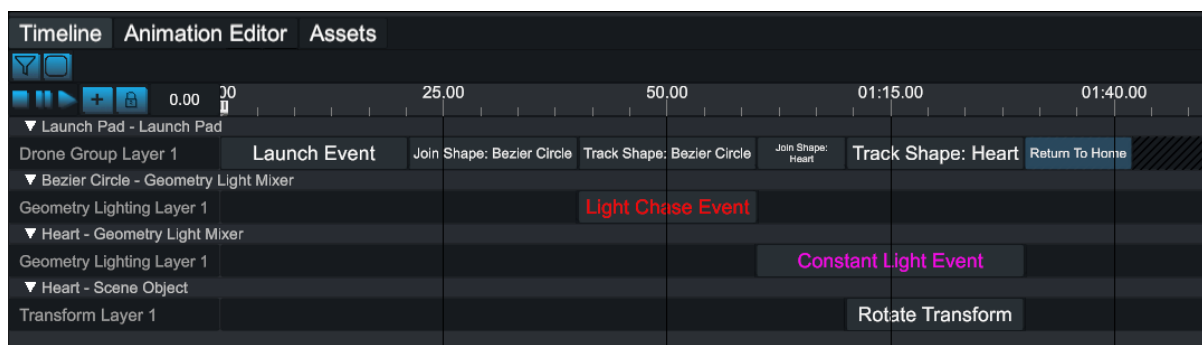 Timeline Animation Editor Assets
0.00 00 25.00 50.00 01:15.00 01:40.00
▼ Launch Pad - Launch Pad
Drone Group Layer 1 Launch Event Join Shape: Bezier Circle Track Shape: Bezier Circle Join Shape: Heart Track Shape: Heart Return To Home
▼ Bezier Circle - Geometry Light Mixer
Geometry Lighting Layer 1 Light Chase Event
▼ Heart - Geometry Light Mixer
Geometry Lighting Layer 1 Constant Light Event
▼ Heart - Scene Object
Transform Layer 1 Rotate Transform